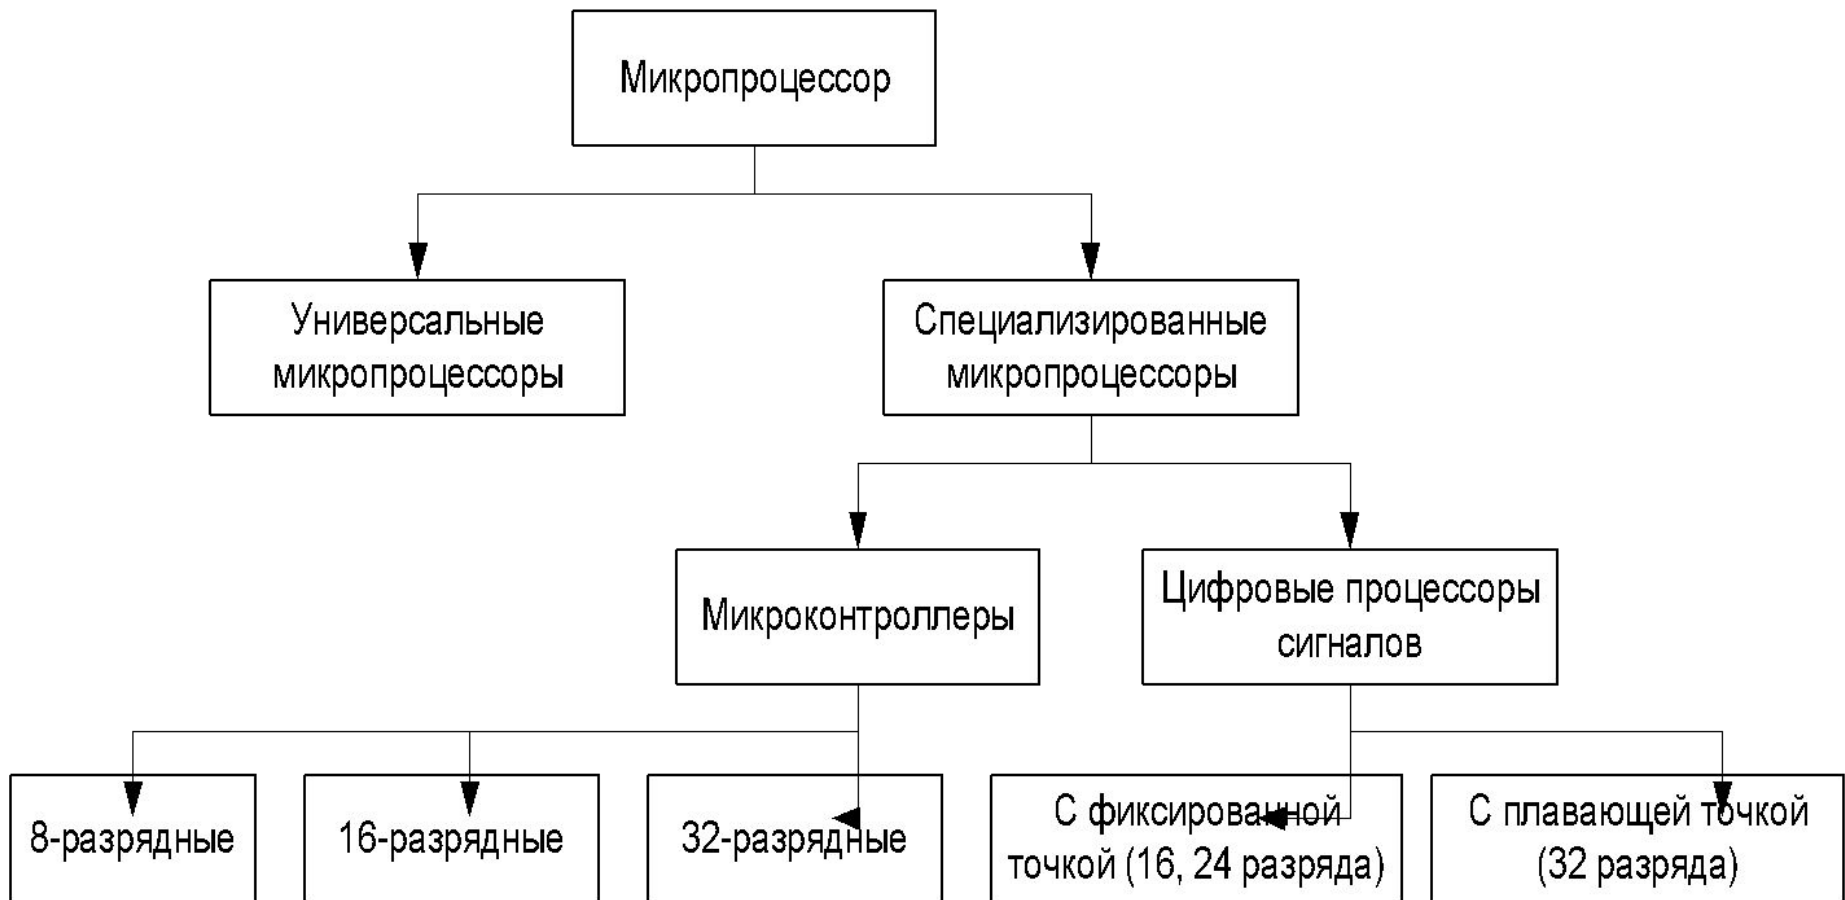 Микропроцессор
Универсальные
микропроцессоры
Специализированные
микропроцессоры
Микроконтроллеры
Цифровые процессоры
сигналов
8-разрядные
16-разрядные
32-разрядные
С фиксированной
точкой (16, 24 разряда)
С плавающей точкой
(32 разряда)